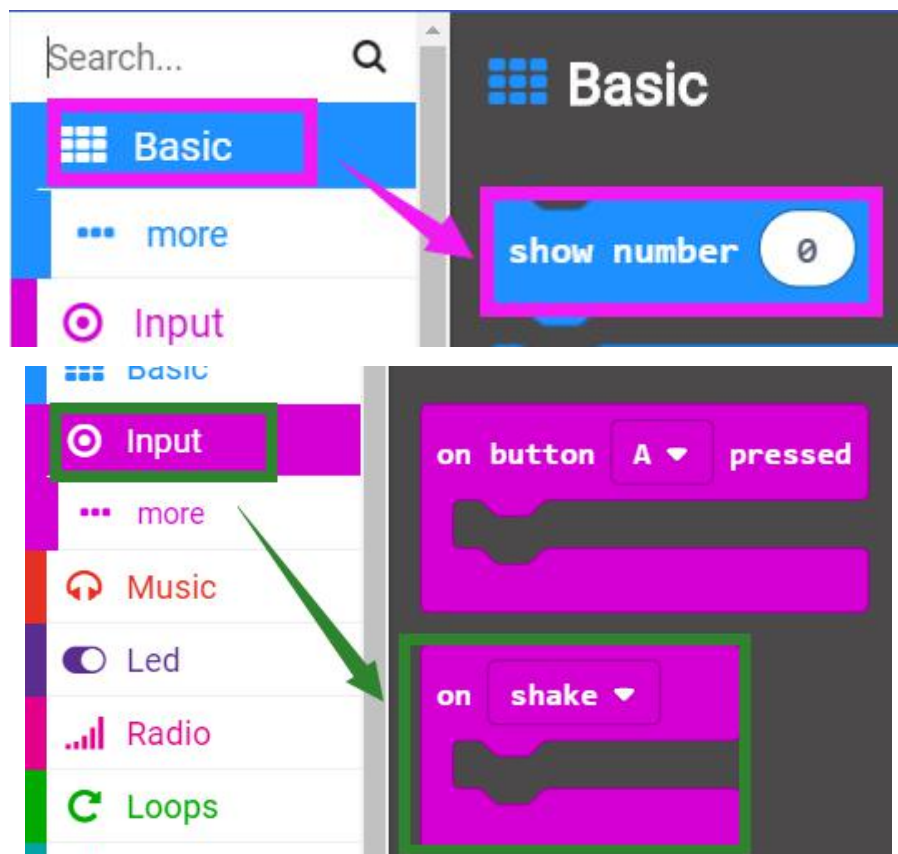 Search...
Basic
more
Input
Basic
show number 0
Basic
Input
more
Music
Led
Radio
Loops
on button A pressed
on shake